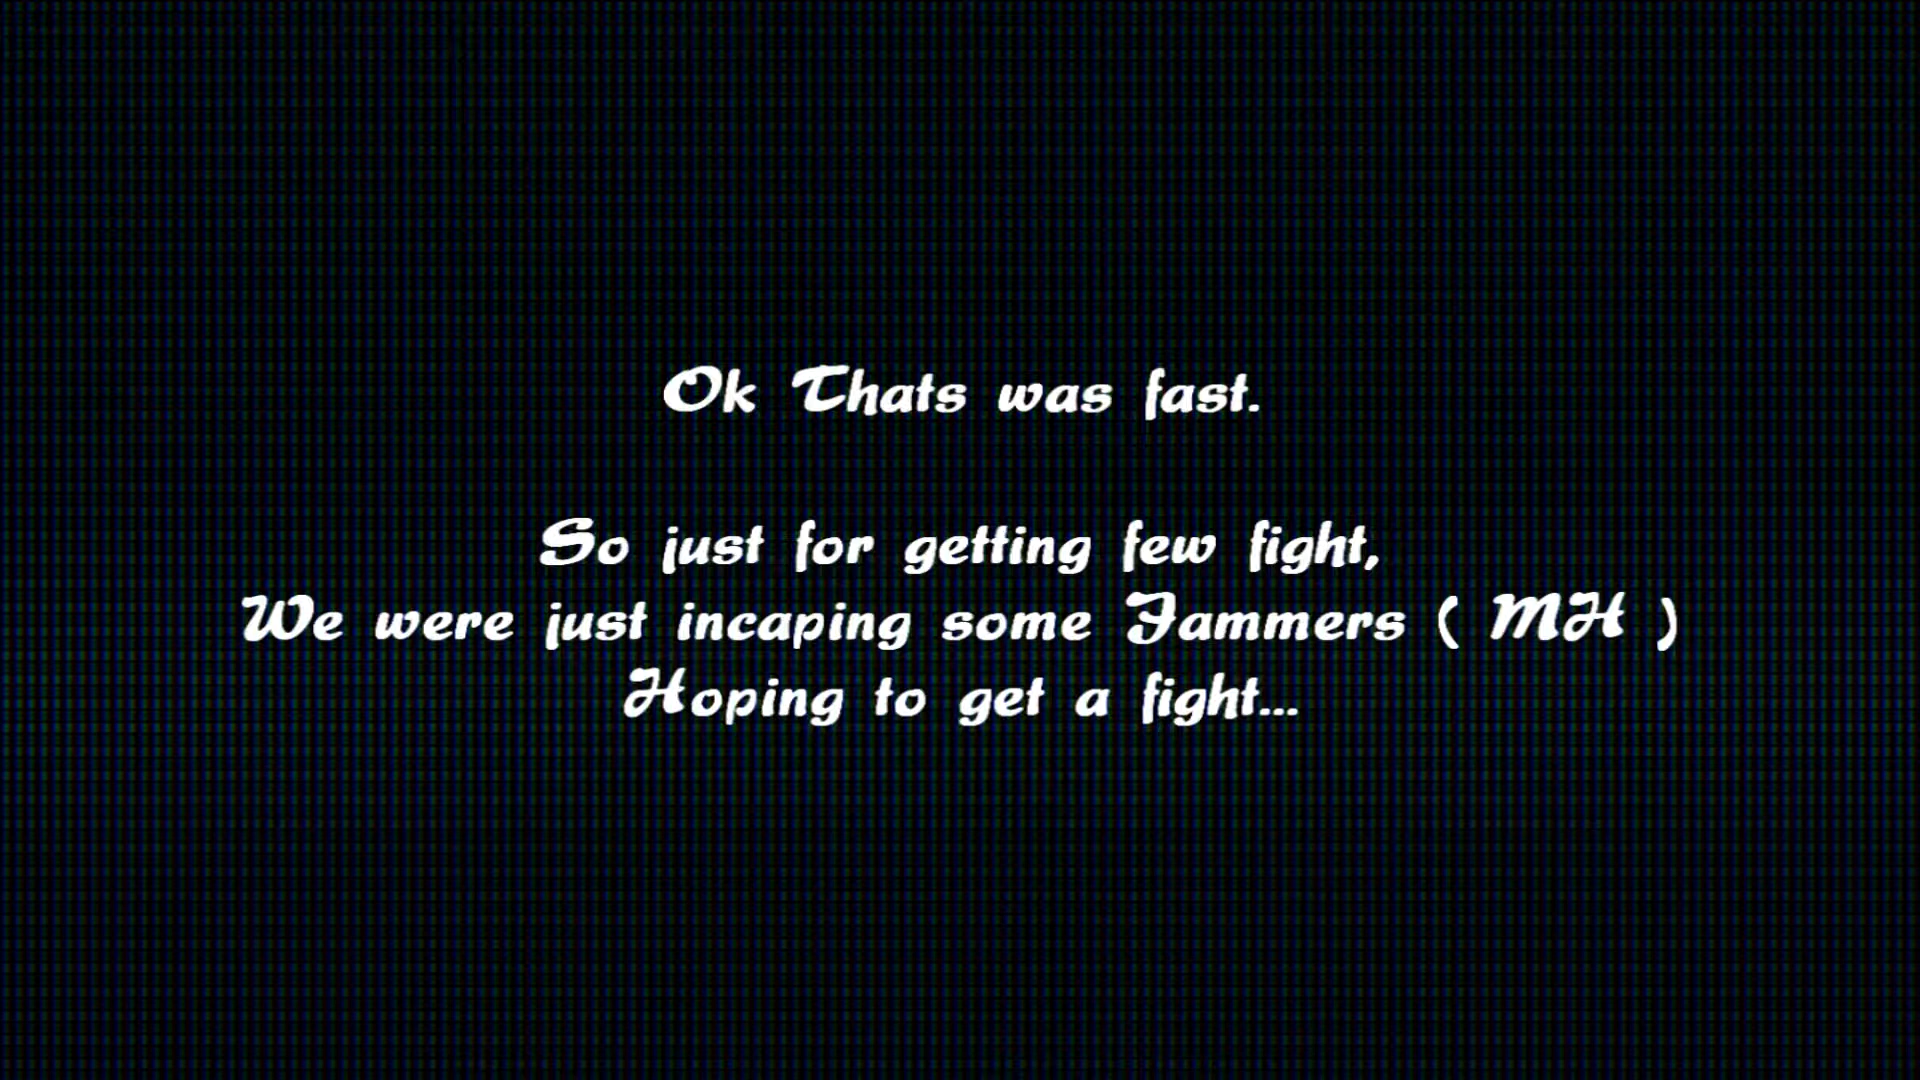 Ok Thats was fast.
So just for getting few fight,
We were just incaping some Jammers ( MH )
Hoping to get a fight...